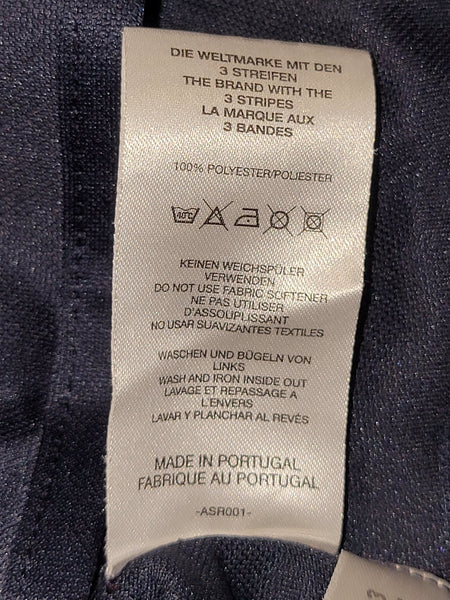 DIE WELTMARKE MIT DEN
3 STREIFEN
THE BRAND WITH THE
3 STRIPES
LA MARQUE AUX
3 BANDES
100% POLYESTER/POLIESTER
40°C
KEINEN WEICHSPÜLER
VERWENDEN
DO NOT USE FABRIC SOFTENER
NE PAS UTILISER
D'ASSOUPLISSANT
NO USAR SUAVIZANTES TEXTILES
WASCHEN UND BÜGELN VON
LINKS
WASH AND IRON INSIDE OUT
LAVAGE ET REPASSAGE A
L'ENVERS
LAVAR Y PLANCHAR AL REVÉS
MADE IN PORTUGAL
FABRIQUE AU PORTUGAL
-ASR001-